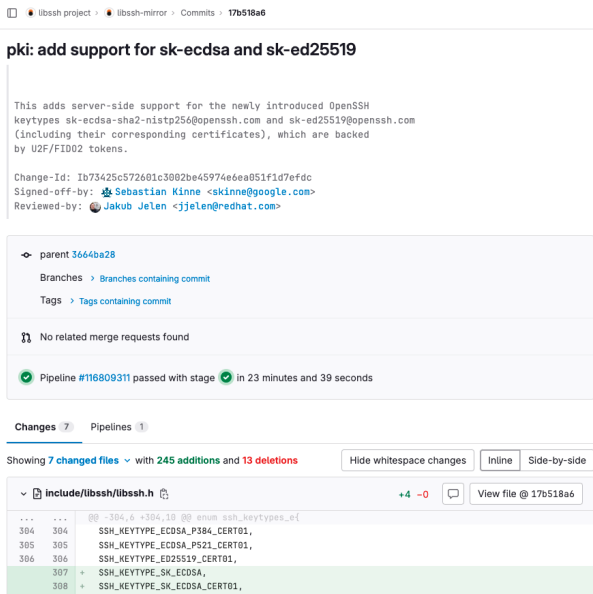 libssh project > libssh-mirror > Commits > 17b518a6
pki: add support for sk-ecdsa and sk-ed25519
This adds server-side support for the newly introduced OpenSSH
keytypes sk-ecdsa-sha2-nistp256@openssh.com and sk-ed25519@openssh.com
(including their corresponding certificates), which are backed
by U2F/FIDO2 tokens.
Change-Id: Ib73425c572601c3002be45974e6ea051f1d7efdc
Signed-off-by: Sebastian Kinne <skinne@google.com>
Reviewed-by: Jakub Jelen <jjelen@redhat.com>
parent 3664ba28
Branches > Branches containing commit
Tags > Tags containing commit
No related merge requests found
Pipeline #116809311 passed with stage in 23 minutes and 39 seconds
Changes 7 Pipelines 1
Showing 7 changed files with 245 additions and 13 deletions Hide whitespace changes Inline Side-by-side
include/libssh/libssh.h +4 −0 View file @ 17b518a6
... ... @@ -304,6 +304,10 @@ enum ssh_keytypes_e{
304 304 SSH_KEYTYPE_ECDSA_P384_CERT01,
305 305 SSH_KEYTYPE_ECDSA_P521_CERT01,
306 306 SSH_KEYTYPE_ED25519_CERT01,
307 + SSH_KEYTYPE_SK_ECDSA,
308 + SSH_KEYTYPE_SK_ECDSA_CERT01,